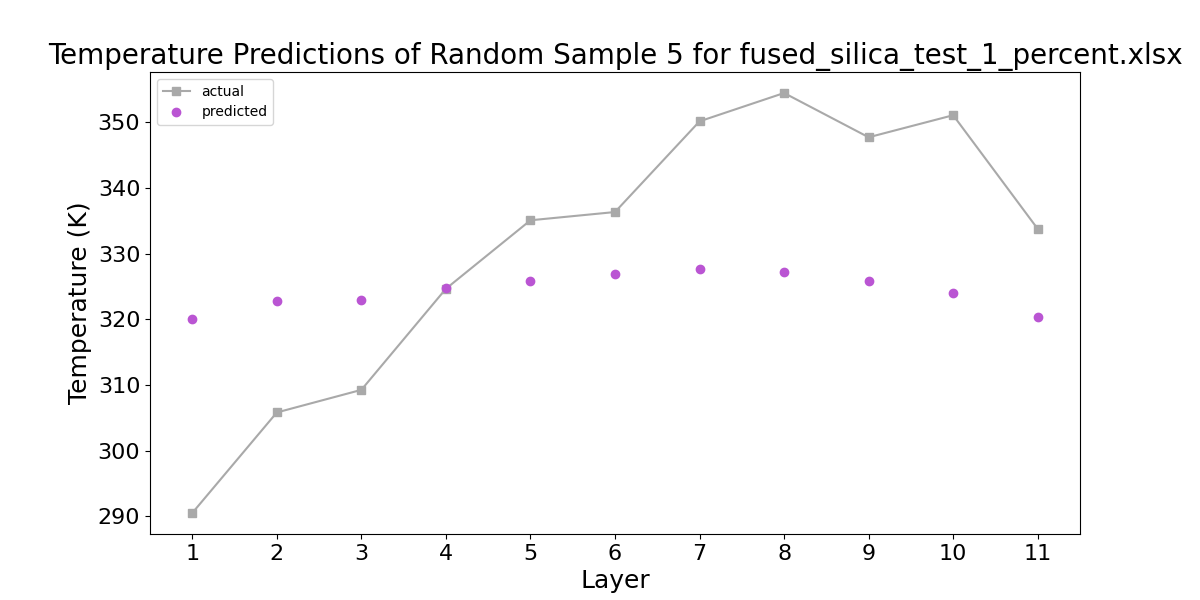 Temperature Predictions of Random Sample 5 for fused_silica_test_1_percent.xlsx
actual
predicted
350
340
330
320
310
300
290
Temperature (K)
1 2 3 4 5 6 7 8 9 10 11
Layer